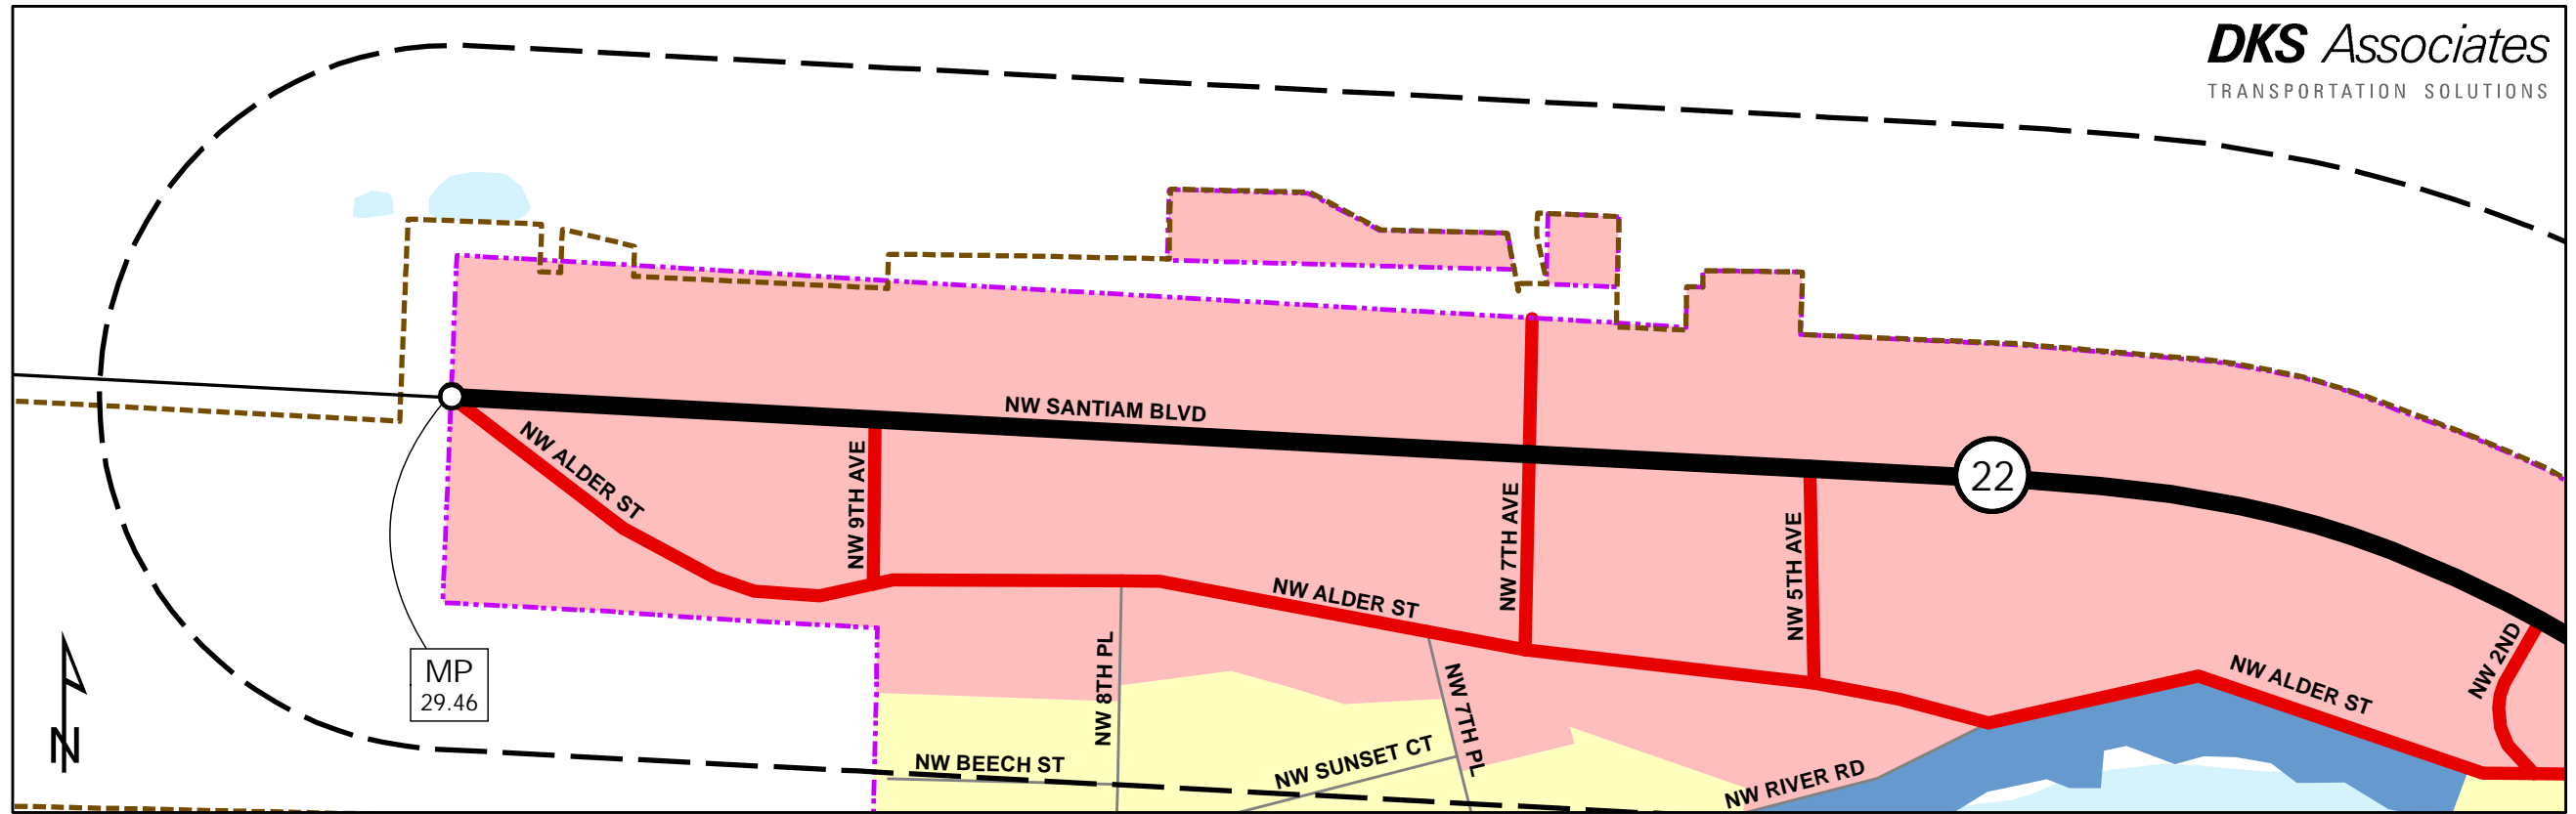 DKS Associates
TRANSPORTATION SOLUTIONS
NW SANTIAM BLVD
NW ALDER ST
NW 9TH AVE
22
NW 7TH AVE
NW 5TH AVE
NW ALDER ST
NW 2ND
NW ALDER ST
MP
29.46
NW 8TH PL
NW 7TH PL
NW BEECH ST
NW SUNSET CT
NW RIVER RD
N